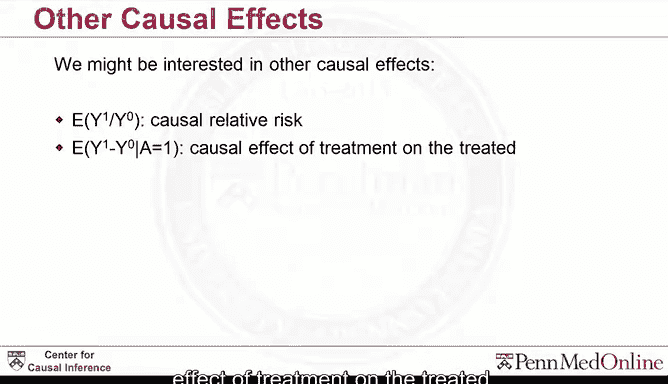 Other Causal Effects
We might be interested in other causal effects:
◆ E(Y¹/Y⁰): causal relative risk
◆ E(Y¹-Y⁰|A=1): causal effect of treatment on the treated
Center for
Causal Inference
PennMedOnline
effect of treatment on the treated